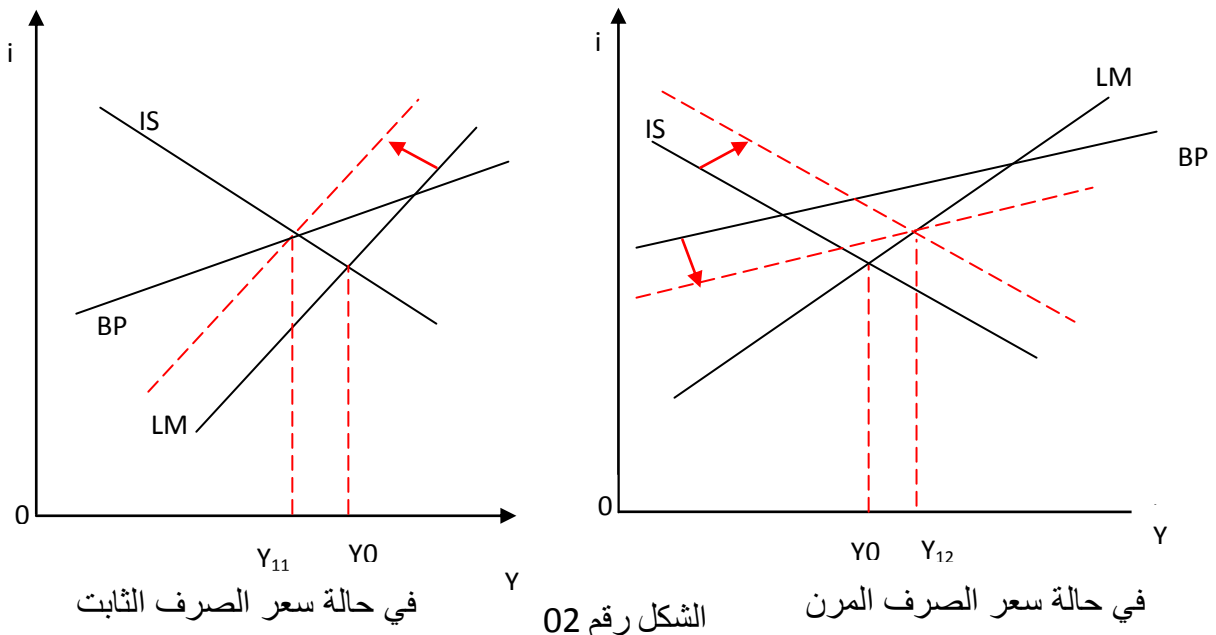 i
IS
BP
LM
0
Y₁₁
Y0
Y
في حالة سعر الصرف الثابت
i
IS
LM
BP
0
Y0
Y₁₂
Y
في حالة سعر الصرف المرن
الشكل رقم 02